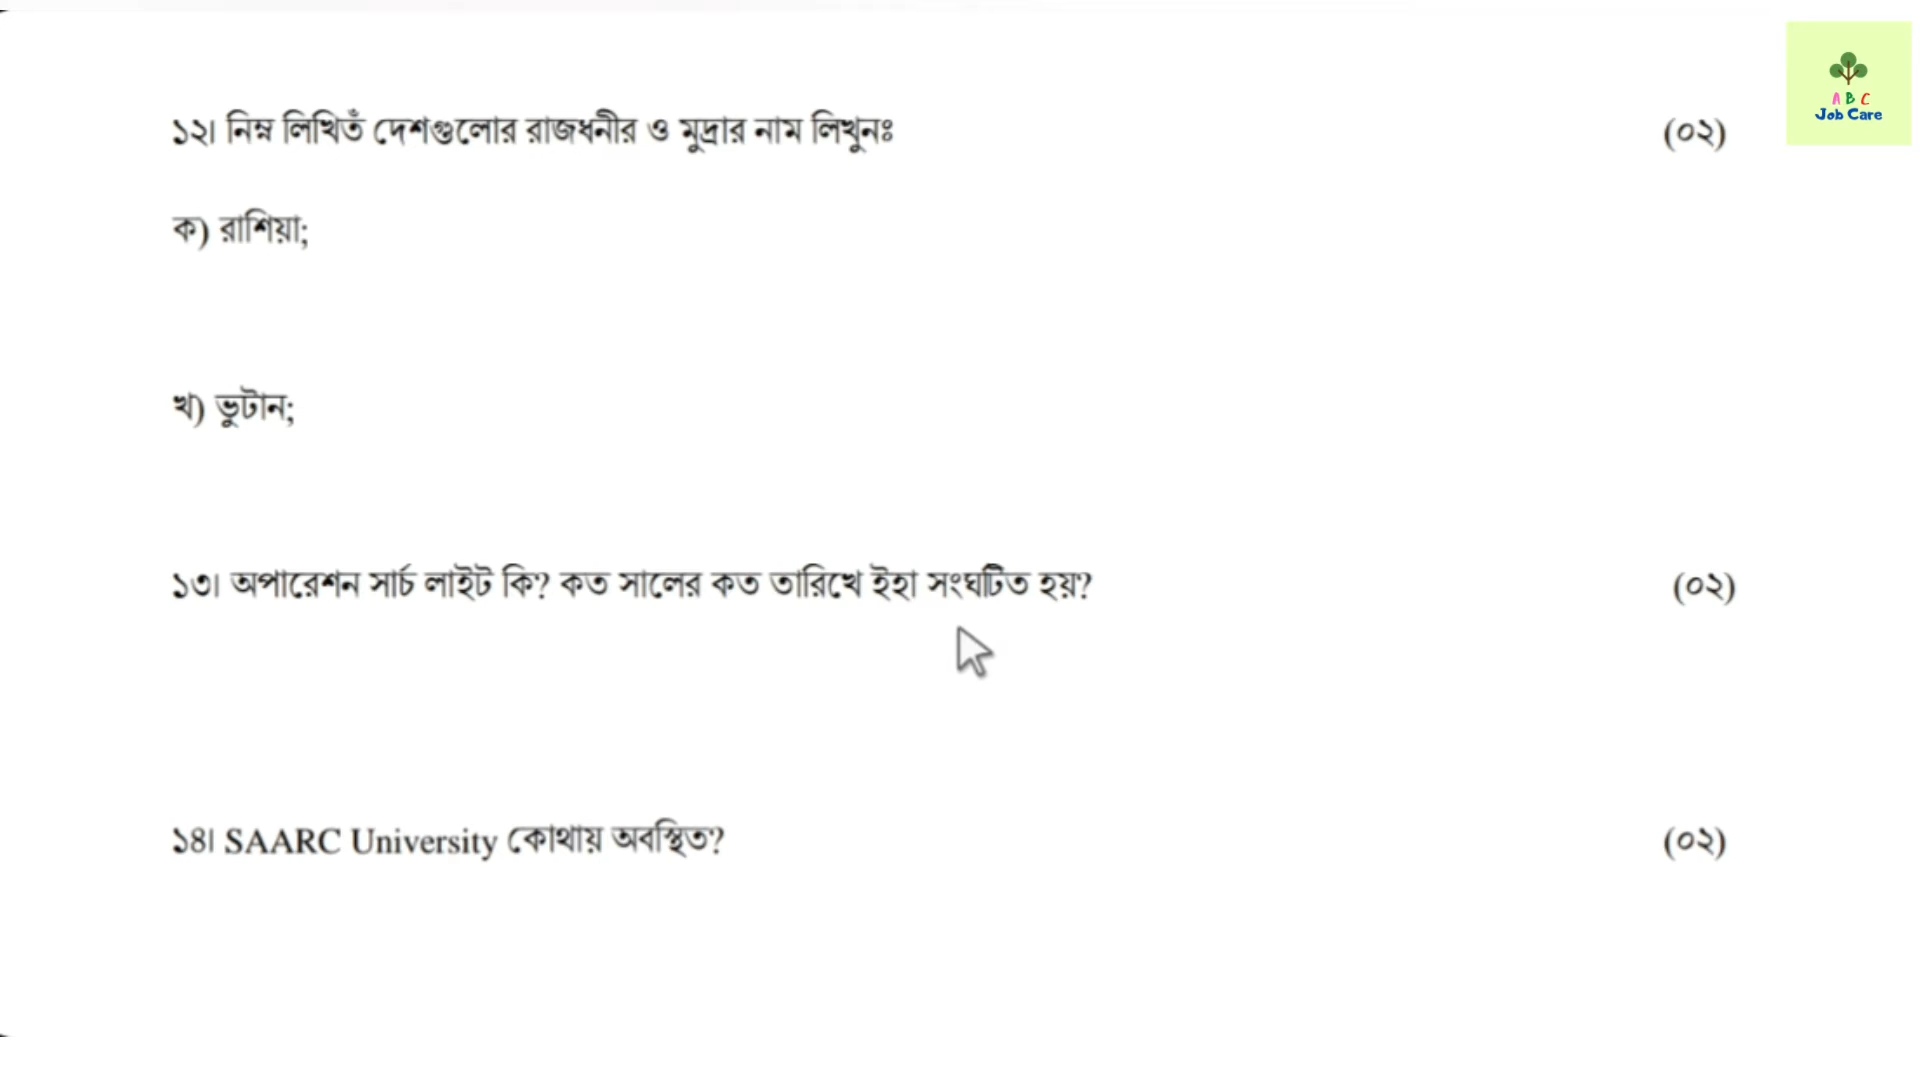 ১২। নিম্ন লিখিতঁ দেশগুলোর রাজধনীর ও মুদ্রার নাম লিখুনঃ (০২)
A B C
Job Care
ক) রাশিয়া;
খ) ভুটান;
১৩। অপারেশন সার্চ লাইট কি? কত সালের কত তারিখে ইহা সংঘটিত হয়? (০২)
১৪। SAARC University কোথায় অবস্থিত? (০২)